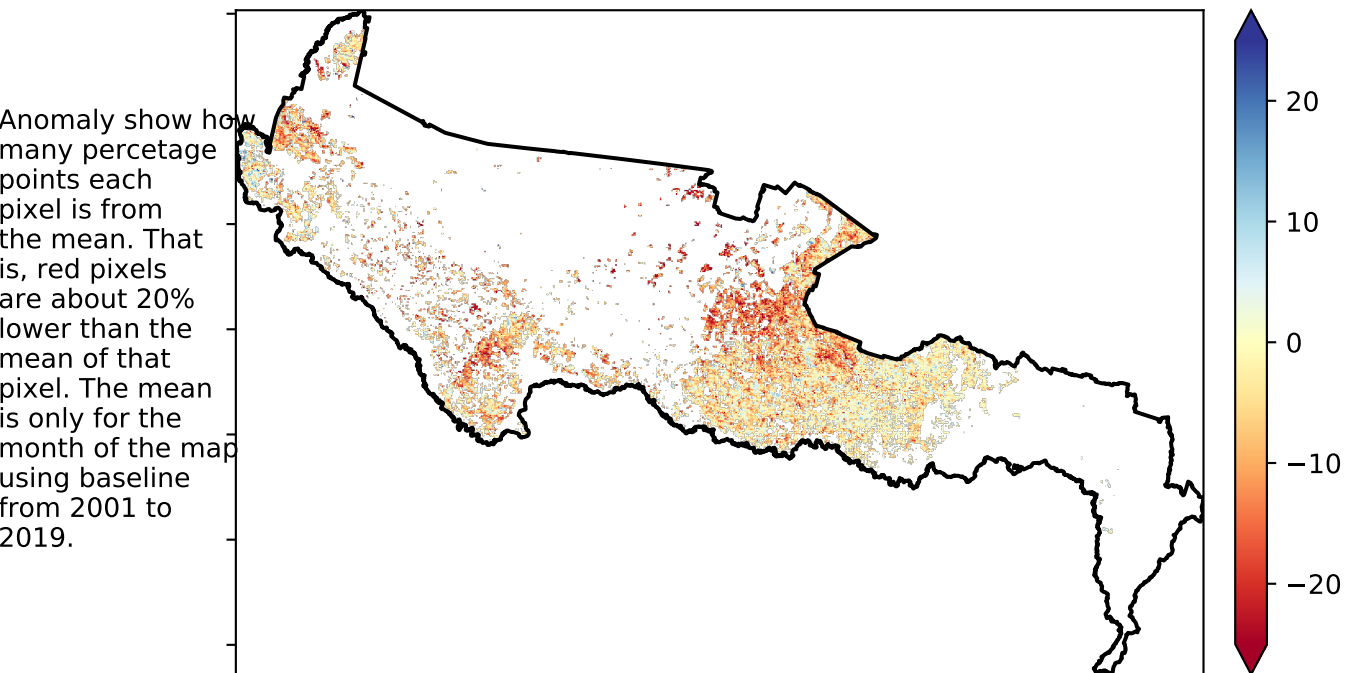 Anomaly show how
many percetage
points each
pixel is from
the mean. That
is, red pixels
are about 20%
lower than the
mean of that
pixel. The mean
is only for the
month of the map
using baseline
from 2001 to
2019.
20
10
0
−10
−20